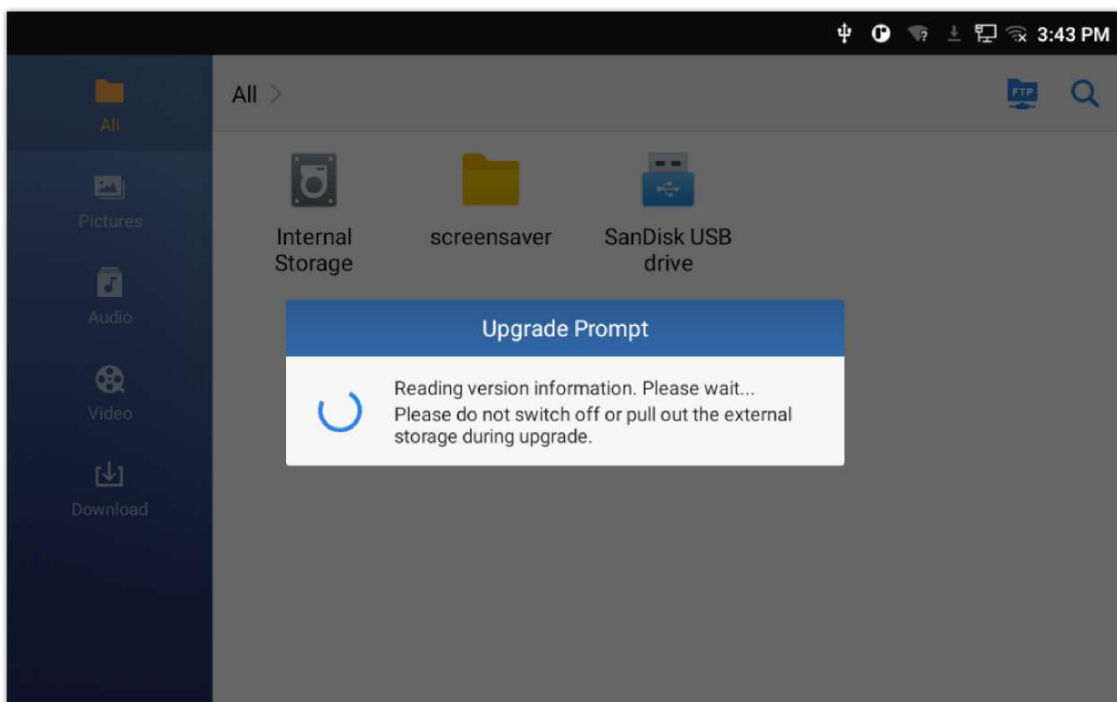 3:43 PM
All
Pictures
Audio
Video
Download
All >
FTP
Internal
Storage
screensaver
SanDisk USB
drive
Upgrade Prompt
Reading version information. Please wait...
Please do not switch off or pull out the external
storage during upgrade.